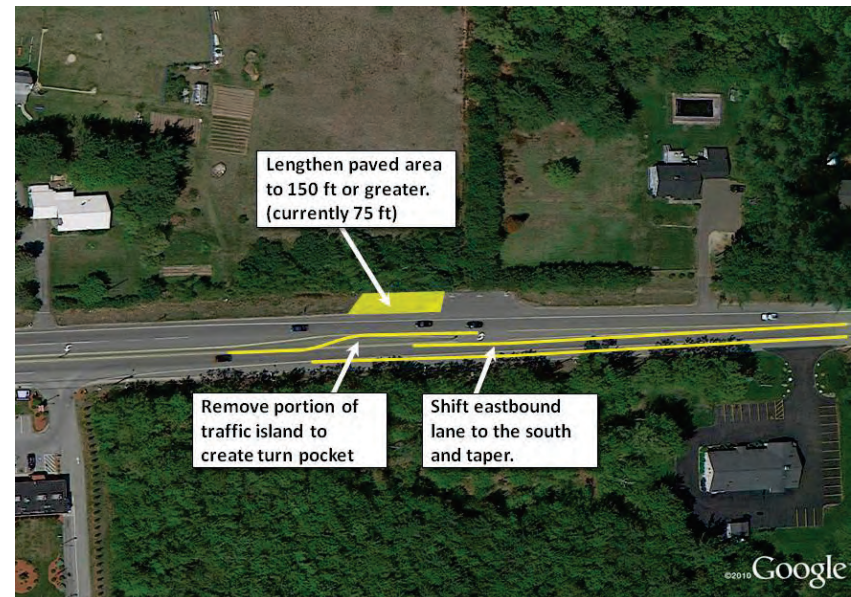 Lengthen paved area
to 150 ft or greater.
(currently 75 ft)
Remove portion of
traffic island to
create turn pocket
Shift eastbound
lane to the south
and taper.
©2010 Google